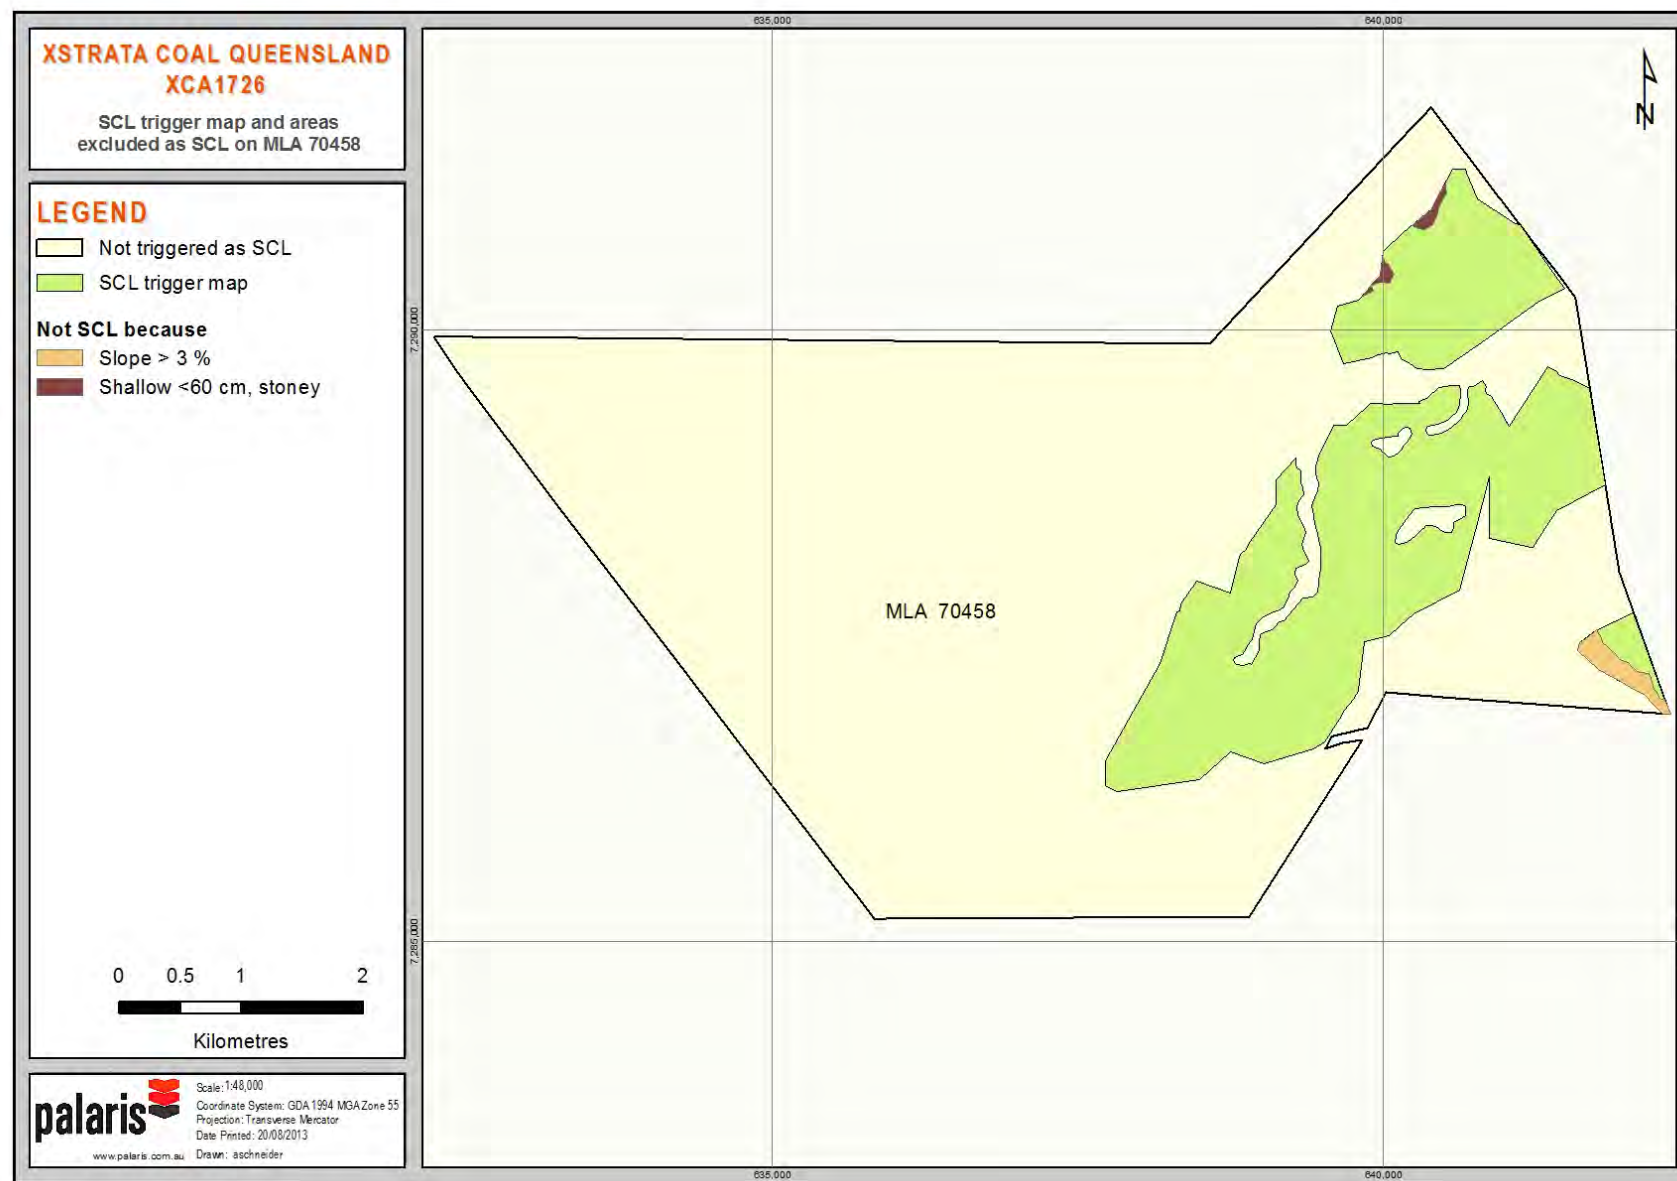 635,000
640,000
XSTRATA COAL QUEENSLAND
XCA1726
SCL trigger map and areas
excluded as SCL on MLA 70458
N
LEGEND
Not triggered as SCL
SCL trigger map
Not SCL because
Slope > 3 %
Shallow <60 cm, stoney
7,290,000
MLA 70458
7,285,000
0 0.5 1 2
Kilometres
palaris
www.palaris.com.au
Scale: 1:48,000
Coordinate System: GDA 1994 MGA Zone 55
Projection: Transverse Mercator
Date Printed: 20/08/2013
Drawn: aschneider
635,000
640,000